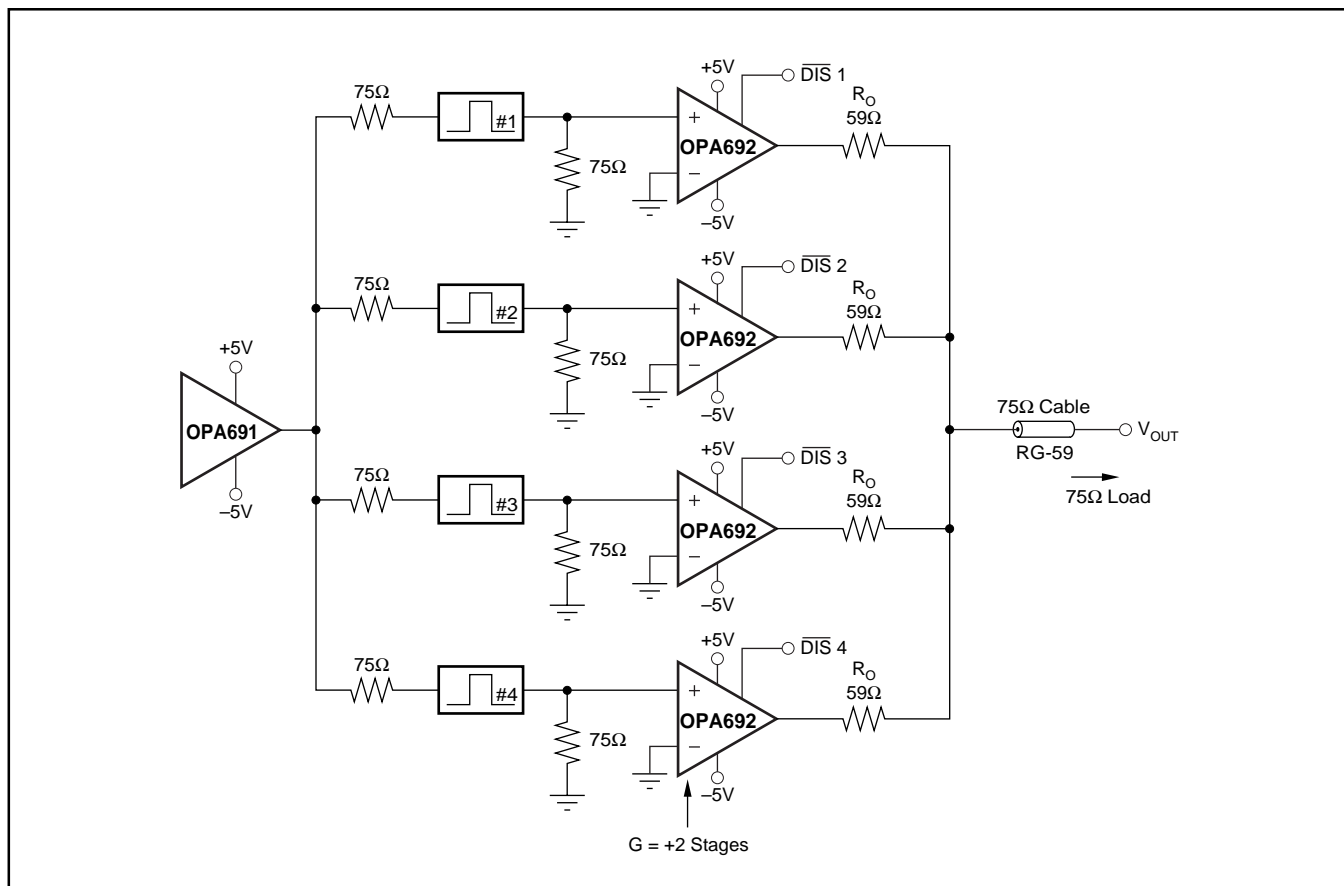 +5V
DIS 1
75Ω
#1
+
OPA692
–
75Ω
–5V
R_O
59Ω
+5V
DIS 2
75Ω
#2
+
OPA692
–
75Ω
–5V
R_O
59Ω
+5V
OPA691
–5V
75Ω Cable
RG-59
V_OUT
75Ω Load
+5V
DIS 3
75Ω
#3
+
OPA692
–
75Ω
–5V
R_O
59Ω
+5V
DIS 4
75Ω
#4
+
OPA692
–
75Ω
–5V
R_O
59Ω
G = +2 Stages